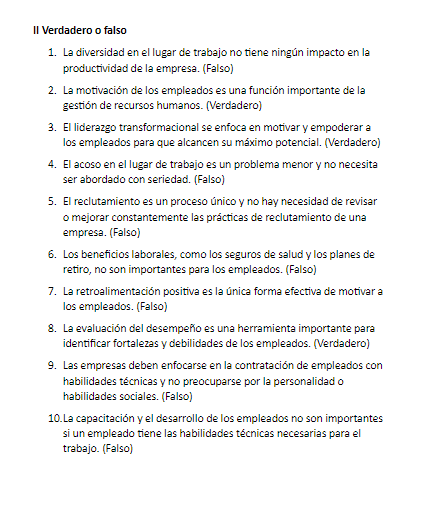 II Verdadero o falso
1. La diversidad en el lugar de trabajo no tiene ningún impacto en la
productividad de la empresa. (Falso)
2. La motivación de los empleados es una función importante de la
gestión de recursos humanos. (Verdadero)
3. El liderazgo transformacional se enfoca en motivar y empoderar a
los empleados para que alcancen su máximo potencial. (Verdadero)
4. El acoso en el lugar de trabajo es un problema menor y no necesita
ser abordado con seriedad. (Falso)
5. El reclutamiento es un proceso único y no hay necesidad de revisar
o mejorar constantemente las prácticas de reclutamiento de una
empresa. (Falso)
6. Los beneficios laborales, como los seguros de salud y los planes de
retiro, no son importantes para los empleados. (Falso)
7. La retroalimentación positiva es la única forma efectiva de motivar a
los empleados. (Falso)
8. La evaluación del desempeño es una herramienta importante para
identificar fortalezas y debilidades de los empleados. (Verdadero)
9. Las empresas deben enfocarse en la contratación de empleados con
habilidades técnicas y no preocuparse por la personalidad o
habilidades sociales. (Falso)
10. La capacitación y el desarrollo de los empleados no son importantes
si un empleado tiene las habilidades técnicas necesarias para el
trabajo. (Falso)